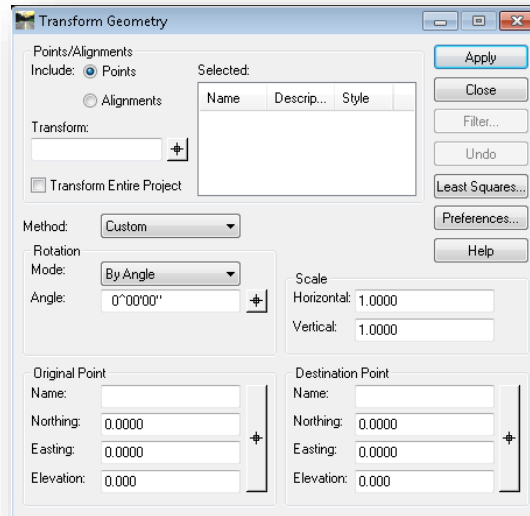 Transform Geometry
Points/Alignments
Include: Points
Alignments
Selected:
Name Descrip... Style
Transform:
Transform Entire Project
Apply
Close
Filter...
Undo
Least Squares...
Preferences...
Help
Method: Custom
Rotation
Mode: By Angle
Angle: 0^00'00"
Scale
Horizontal: 1.0000
Vertical: 1.0000
Original Point
Name:
Northing: 0.0000
Easting: 0.0000
Elevation: 0.000
Destination Point
Name:
Northing: 0.0000
Easting: 0.0000
Elevation: 0.000